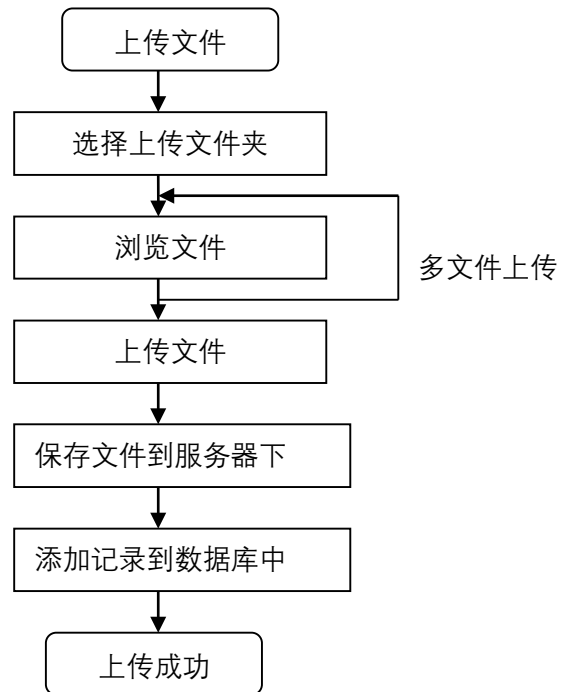 上传文件
选择上传文件夹
浏览文件
多文件上传
上传文件
保存文件到服务器下
添加记录到数据库中
上传成功